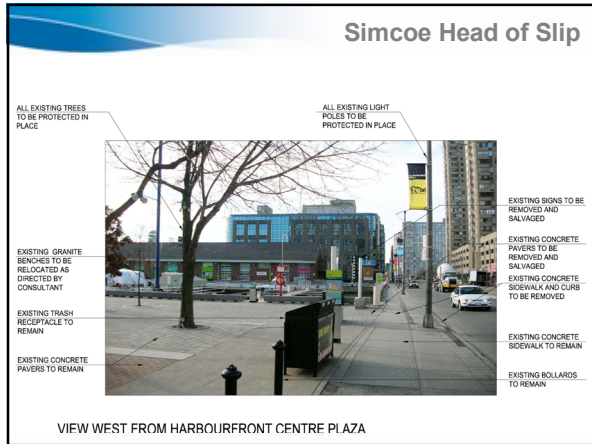 Simcoe Head of Slip
ALL EXISTING TREES
TO BE PROTECTED IN
PLACE
ALL EXISTING LIGHT
POLES TO BE
PROTECTED IN PLACE
EXISTING GRANITE
BENCHES TO BE
RELOCATED AS
DIRECTED BY
CONSULTANT
EXISTING TRASH
RECEPTACLE TO
REMAIN
EXISTING CONCRETE
PAVERS TO REMAIN
EXISTING SIGNS TO BE
REMOVED AND
SALVAGED
EXISTING CONCRETE
PAVERS TO BE
REMOVED AND
SALVAGED
EXISTING CONCRETE
SIDEWALK AND CURB
TO BE REMOVED
EXISTING CONCRETE
SIDEWALK TO REMAIN
EXISTING BOLLARDS
TO REMAIN
VIEW WEST FROM HARBOURFRONT CENTRE PLAZA